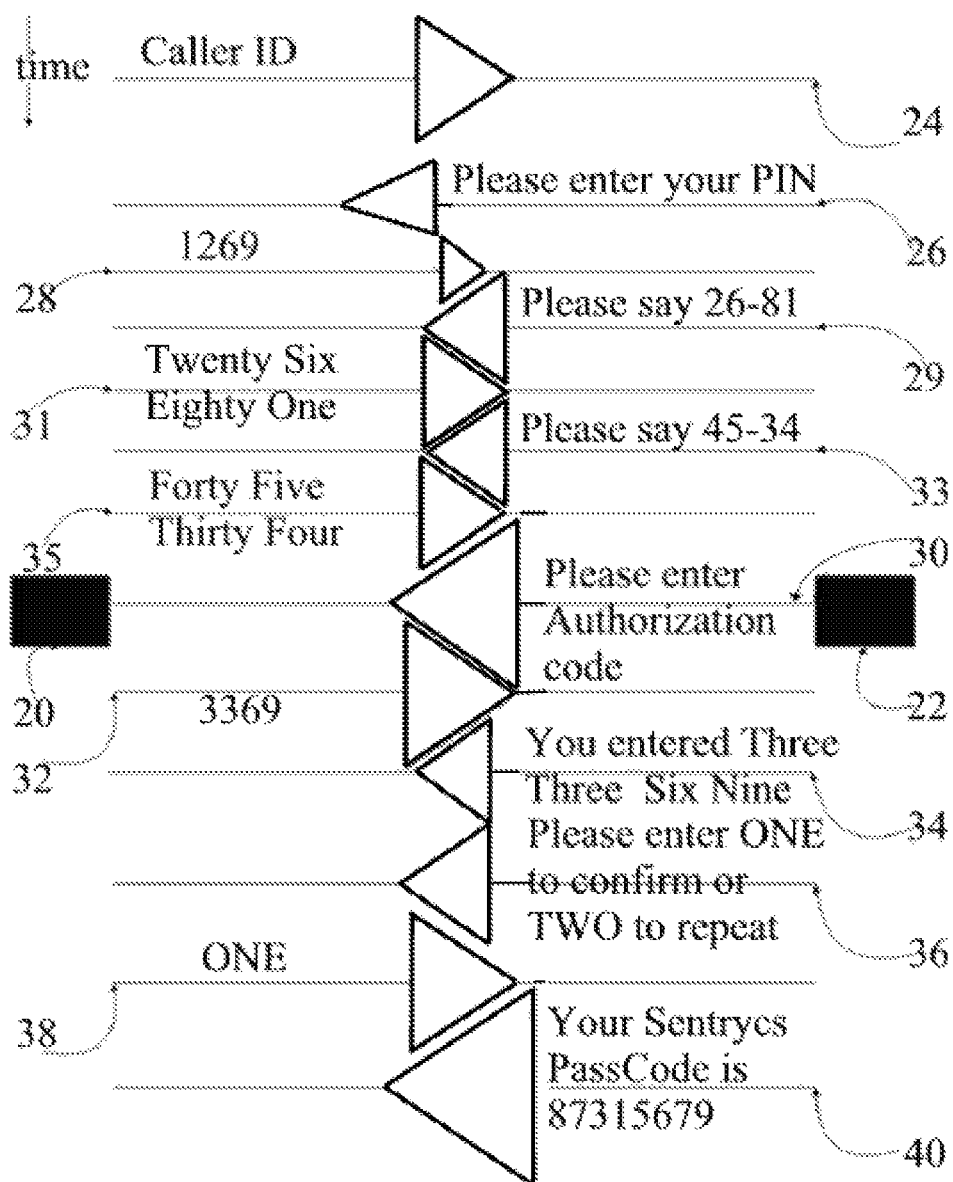 time
Caller ID
24
Please enter your PIN
26
1269
28
Please say 26-81
29
Twenty Six
Eighty One
31
Please say 45-34
33
Forty Five
Thirty Four
35
30
Please enter
Authorization
code
20
22
3369
32
You entered Three
Three Six Nine
34
Please enter ONE
to confirm or
TWO to repeat
36
ONE
38
Your Sentrycs
PassCode is
87315679
40